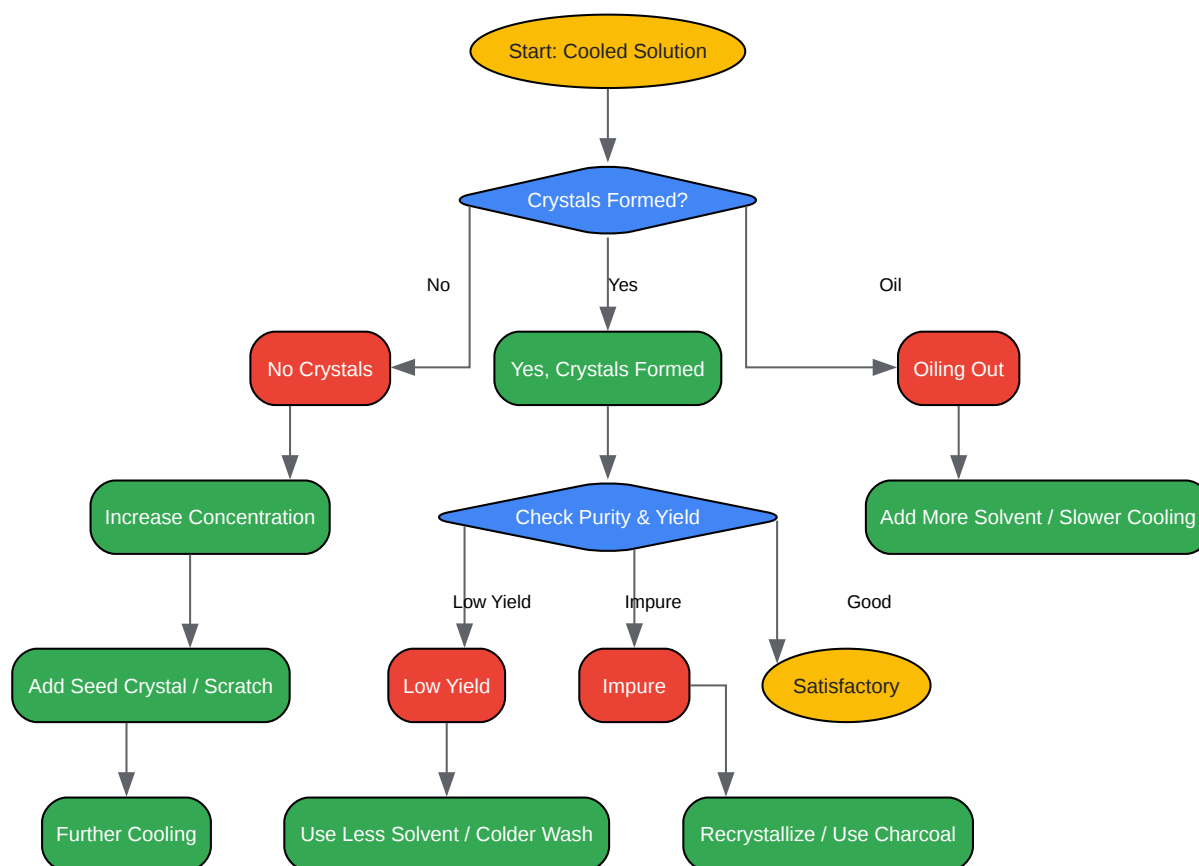 Start: Cooled Solution
Crystals Formed?
No
Yes
Oil
No Crystals
Yes, Crystals Formed
Oiling Out
Increase Concentration
Check Purity & Yield
Add More Solvent / Slower Cooling
Low Yield
Impure
Good
Add Seed Crystal / Scratch
Low Yield
Impure
Satisfactory
Further Cooling
Use Less Solvent / Colder Wash
Recrystallize / Use Charcoal